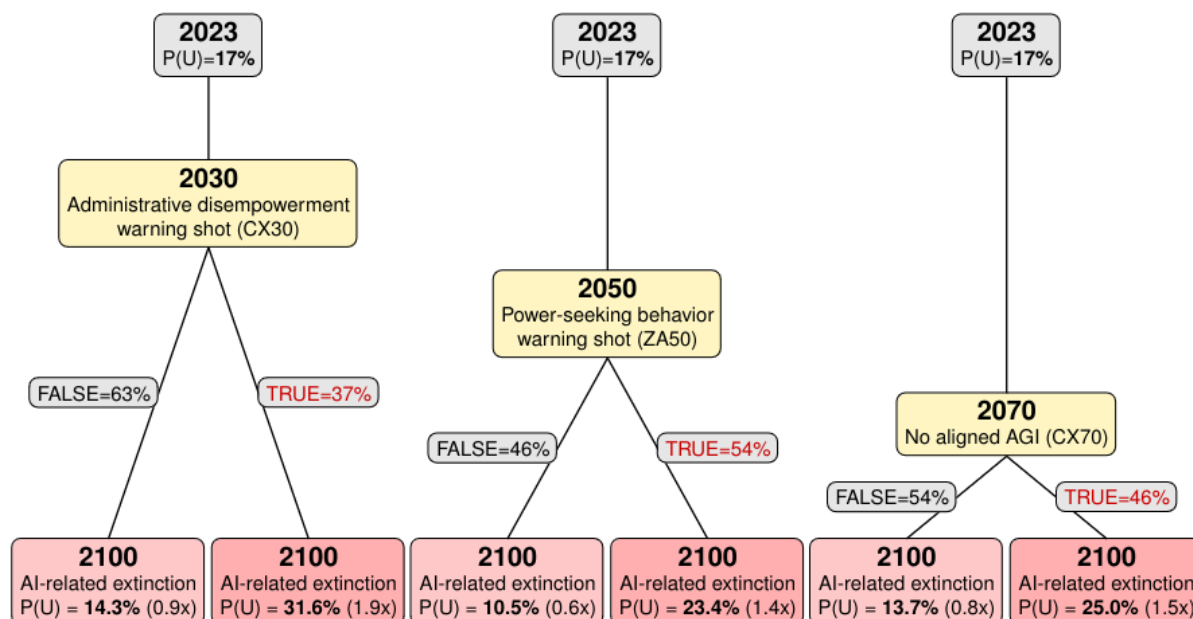 2023
P(U)=17%
2030
Administrative disempowerment
warning shot (CX30)
FALSE=63%
TRUE=37%
2100
AI-related extinction
P(U) = 14.3% (0.9x)
2100
AI-related extinction
P(U) = 31.6% (1.9x)
2023
P(U)=17%
2050
Power-seeking behavior
warning shot (ZA50)
FALSE=46%
TRUE=54%
2100
AI-related extinction
P(U) = 10.5% (0.6x)
2100
AI-related extinction
P(U) = 23.4% (1.4x)
2023
P(U)=17%
2070
No aligned AGI (CX70)
FALSE=54%
TRUE=46%
2100
AI-related extinction
P(U) = 13.7% (0.8x)
2100
AI-related extinction
P(U) = 25.0% (1.5x)